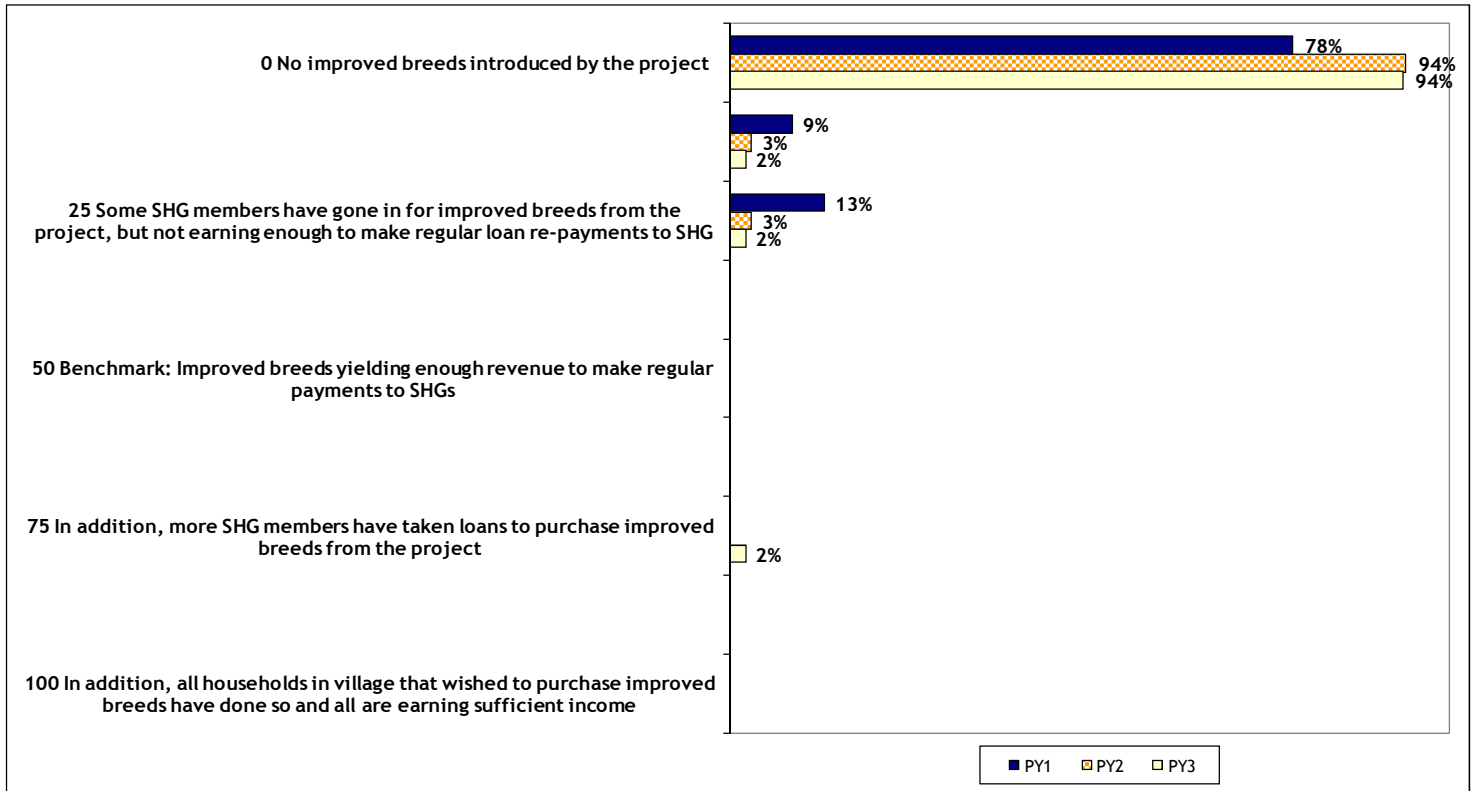 0 No improved breeds introduced by the project
78%
94%
94%
9%
3%
2%
25 Some SHG members have gone in for improved breeds from the
project, but not earning enough to make regular loan re-payments to SHG
13%
3%
2%
50 Benchmark: Improved breeds yielding enough revenue to make regular
payments to SHGs
75 In addition, more SHG members have taken loans to purchase improved
breeds from the project
2%
100 In addition, all households in village that wished to purchase improved
breeds have done so and all are earning sufficient income
PY1 PY2 PY3